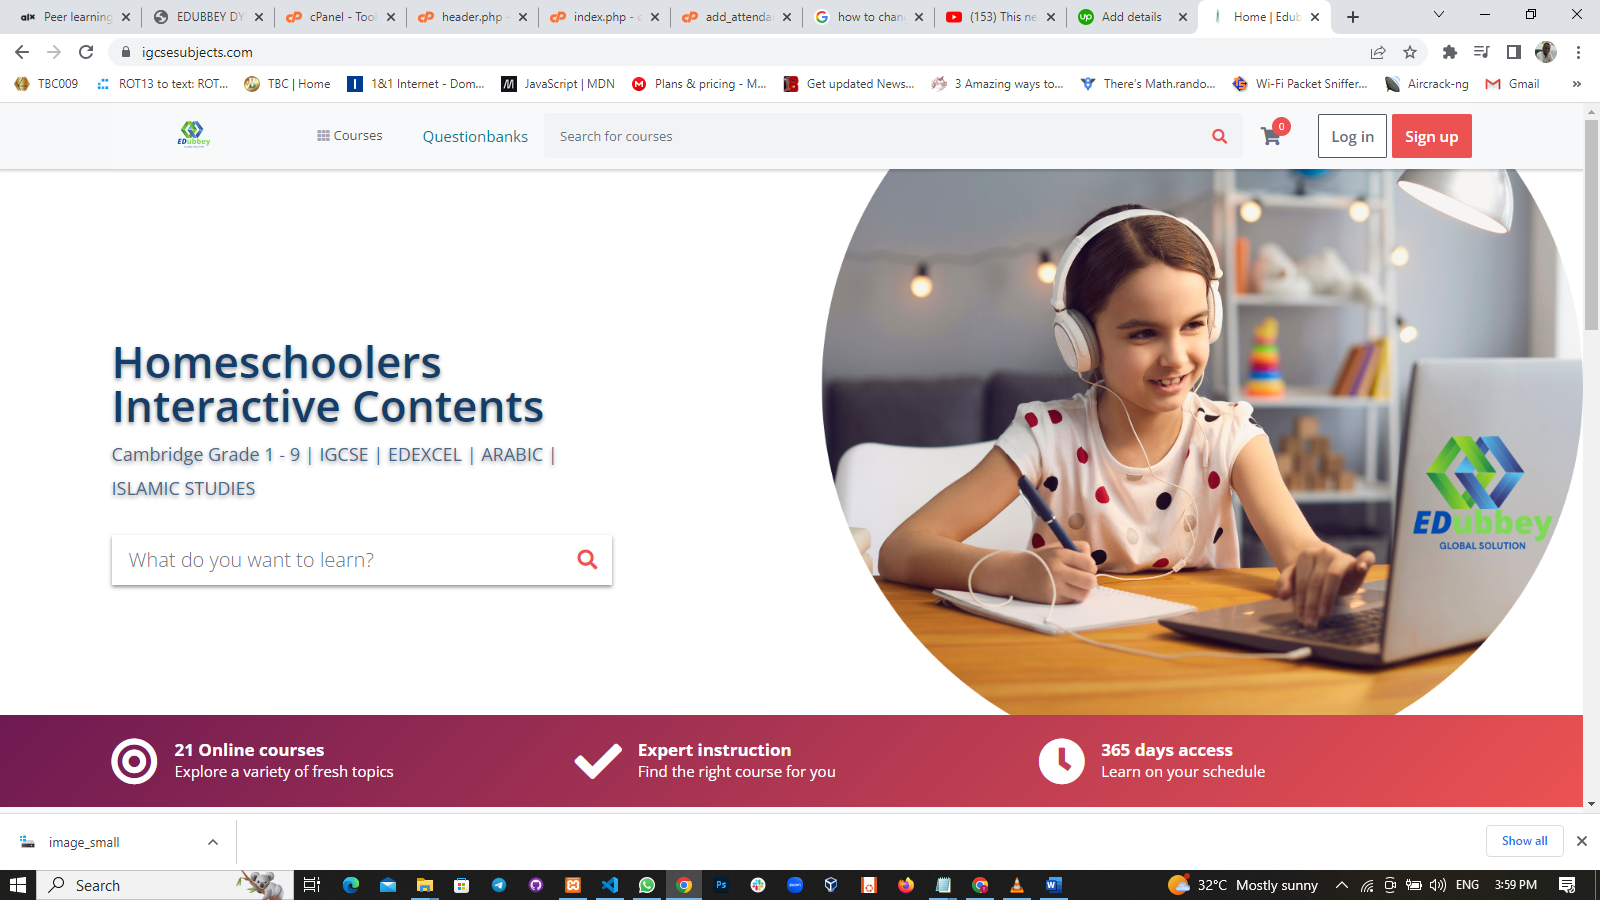 Peer learning
EDUBBEY DY
cPanel - Tool
header.php -
index.php - c
add_attenda
how to chan
(153) This ne
Add details
Home | Edub
igcsesubjects.com
TBC009
ROT13 to text: ROT...
TBC | Home
1&1 Internet - Dom...
JavaScript | MDN
Plans & pricing - M...
Get updated News...
3 Amazing ways to...
There's Math.rando...
Wi-Fi Packet Sniffer...
Aircrack-ng
Gmail
»
EDubbey
Courses
Questionbanks
Search for courses
0
Log in
Sign up
Homeschoolers
Interactive Contents
Cambridge Grade 1 - 9 | IGCSE | EDEXCEL | ARABIC |
ISLAMIC STUDIES
What do you want to learn?
EDubbey
GLOBAL SOLUTION
21 Online courses
Explore a variety of fresh topics
Expert instruction
Find the right course for you
365 days access
Learn on your schedule
image_small
Show all
Search
32°C Mostly sunny
ENG
3:59 PM